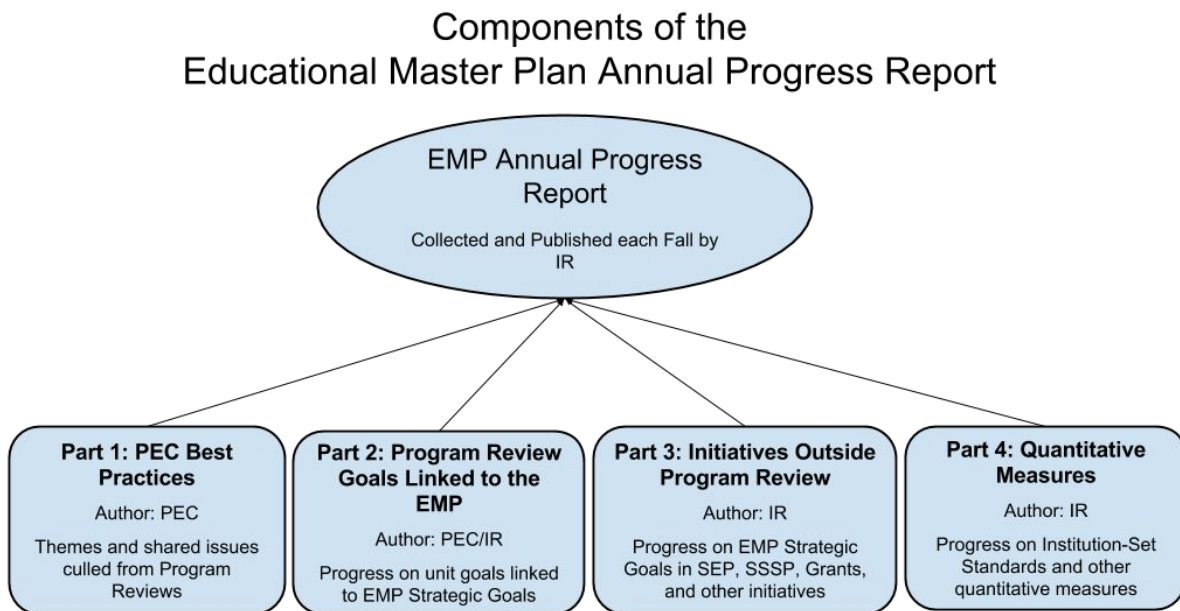 Components of the
Educational Master Plan Annual Progress Report
EMP Annual Progress
Report
Collected and Published each Fall by
IR
Part 1: PEC Best
Practices
Author: PEC
Themes and shared issues
culled from Program
Reviews
Part 2: Program Review
Goals Linked to the
EMP
Author: PEC/IR
Progress on unit goals linked
to EMP Strategic Goals
Part 3: Initiatives Outside
Program Review
Author: IR
Progress on EMP Strategic
Goals in SEP, SSSP, Grants,
and other initiatives
Part 4: Quantitative
Measures
Author: IR
Progress on Institution-Set
Standards and other
quantitative measures